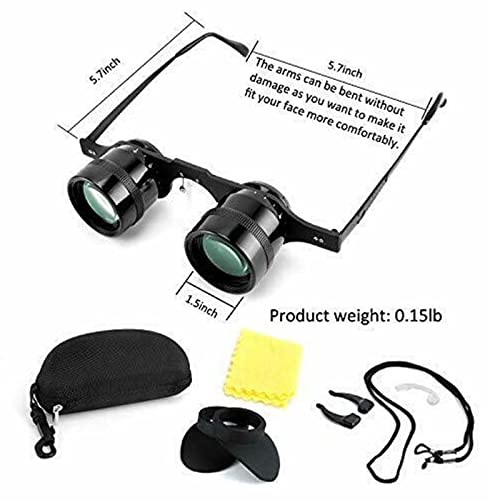 5.7inch
5.7inch
The arms can be bent without
damage as you want to make it
fit your face more comfortably.
1.5inch
Product weight: 0.15lb